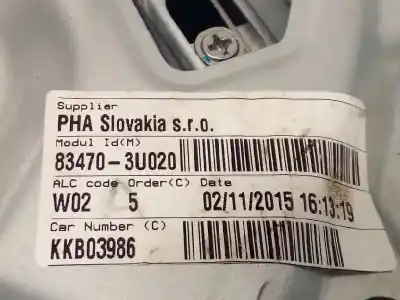 Supplier
PHA Slovakia s.r.o.
Modul Id(M)
83470-3U020
ALC code Order(C) Date
W02 5 02/11/2015 16:13:19
Car Number (C)
KKB03986